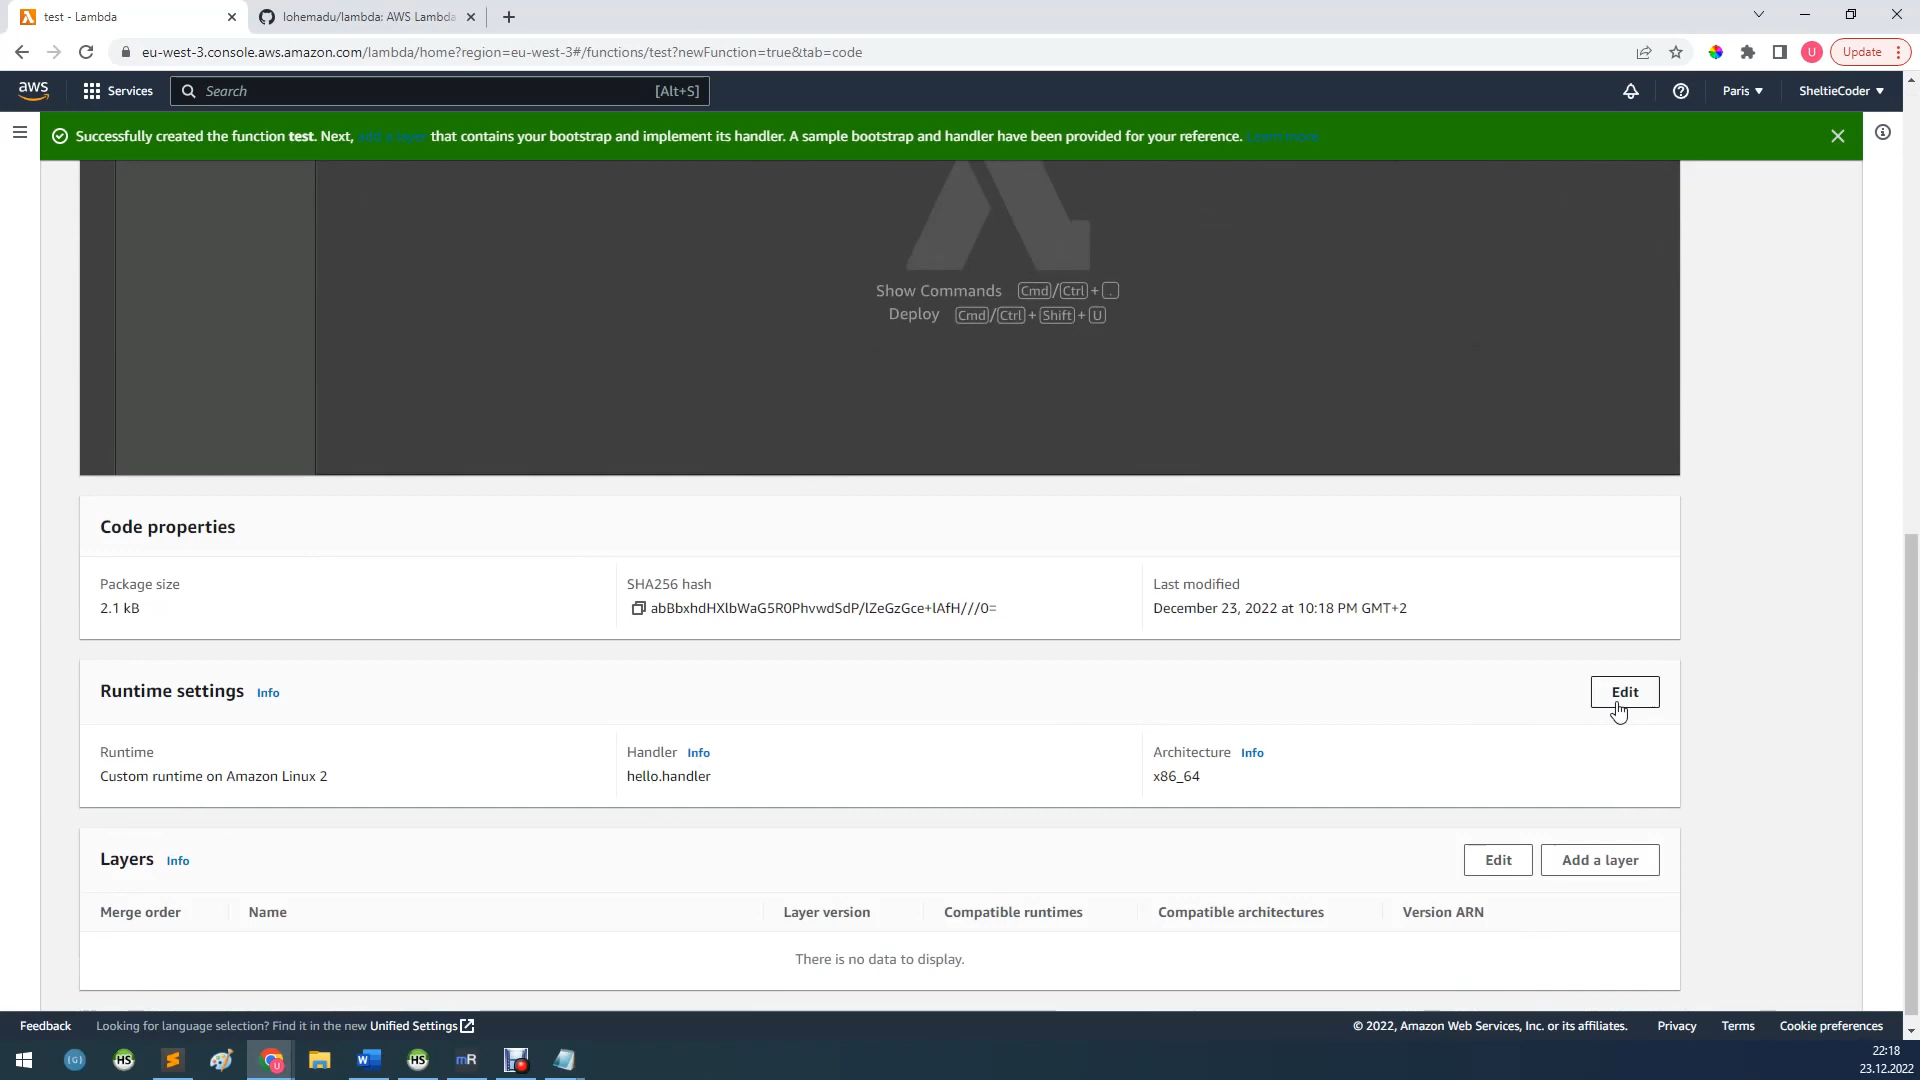 test - Lambda
lohemadu/lambda: AWS Lambda
eu-west-3.console.aws.amazon.com/lambda/home?region=eu-west-3#/functions/test?newFunction=true&tab=code
U
Update
aws
Services
Search
[Alt+S]
Paris
SheltieCoder
Successfully created the function test. Next, add a layer that contains your bootstrap and implement its handler. A sample bootstrap and handler have been provided for your reference. Learn more
Show Commands Cmd/Ctrl + .
Deploy Cmd/Ctrl + Shift + U
Code properties
Package size
2.1 kB
SHA256 hash
abBbxhdHXlbWaG5R0PhvwdSdP/lZeGzGce+lAfH///0=
Last modified
December 23, 2022 at 10:18 PM GMT+2
Runtime settings Info
Edit
Runtime
Custom runtime on Amazon Linux 2
Handler Info
hello.handler
Architecture Info
x86_64
Layers Info
Edit
Add a layer
Merge order
Name
Layer version
Compatible runtimes
Compatible architectures
Version ARN
There is no data to display.
Feedback
Looking for language selection? Find it in the new Unified Settings
© 2022, Amazon Web Services, Inc. or its affiliates.
Privacy
Terms
Cookie preferences
HS
W
HS
mR
22:18
23.12.2022